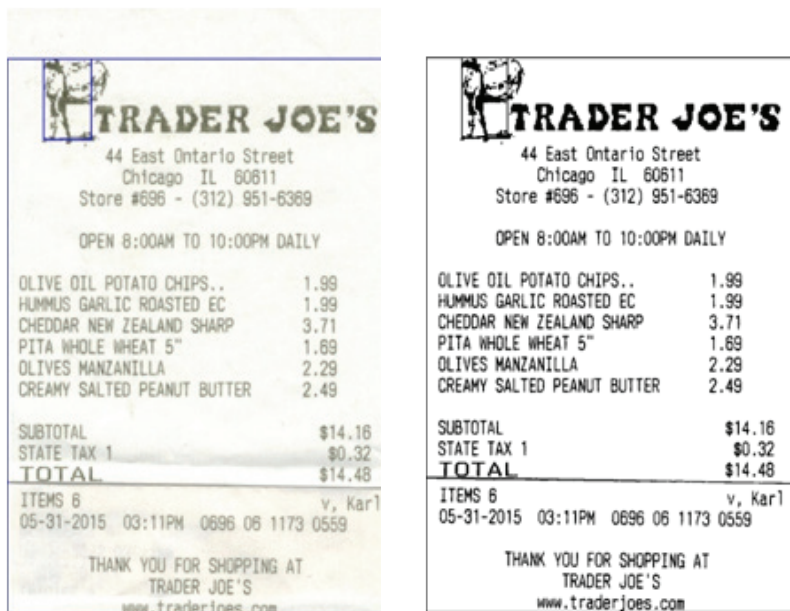 TRADER JOE'S
44 East Ontario Street
Chicago IL 60611
Store #696 - (312) 951-6369
OPEN 8:00AM TO 10:00PM DAILY
OLIVE OIL POTATO CHIPS.. 1.99
HUMMUS GARLIC ROASTED EC 1.99
CHEDDAR NEW ZEALAND SHARP 3.71
PITA WHOLE WHEAT 5" 1.69
OLIVES MANZANILLA 2.29
CREAMY SALTED PEANUT BUTTER 2.49
SUBTOTAL $14.16
STATE TAX 1 $0.32
TOTAL $14.48
ITEMS 6 v, Karl
05-31-2015 03:11PM 0696 06 1173 0559
THANK YOU FOR SHOPPING AT
TRADER JOE'S
www.traderjoes.com
TRADER JOE'S
44 East Ontario Street
Chicago IL 60611
Store #696 - (312) 951-6369
OPEN 8:00AM TO 10:00PM DAILY
OLIVE OIL POTATO CHIPS.. 1.99
HUMMUS GARLIC ROASTED EC 1.99
CHEDDAR NEW ZEALAND SHARP 3.71
PITA WHOLE WHEAT 5" 1.69
OLIVES MANZANILLA 2.29
CREAMY SALTED PEANUT BUTTER 2.49
SUBTOTAL $14.16
STATE TAX 1 $0.32
TOTAL $14.48
ITEMS 6 v, Karl
05-31-2015 03:11PM 0696 06 1173 0559
THANK YOU FOR SHOPPING AT
TRADER JOE'S
www.traderjoes.com